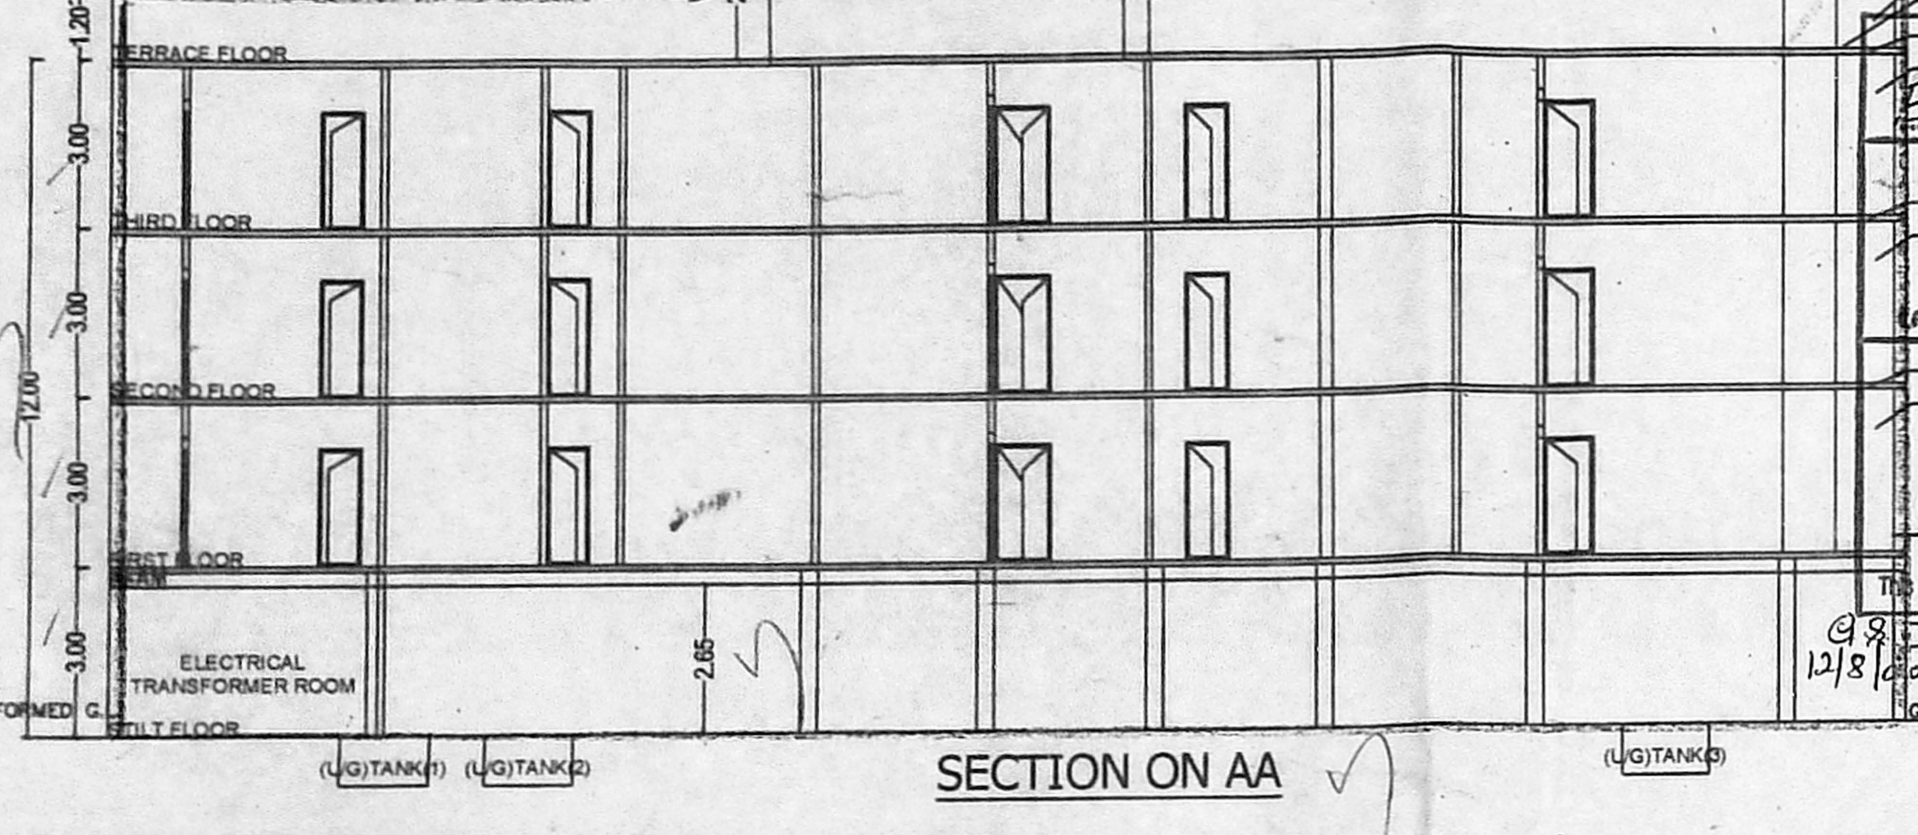 1.20
TERRACE FLOOR
3.00
THIRD FLOOR
3.00
12.00
SECOND FLOOR
3.00
FIRST FLOOR
BEAM
3.00
2.65
ELECTRICAL
TRANSFORMER ROOM
FORMED G.
STILT FLOOR
12/8/
(U/G)TANK(1) (U/G)TANK(2)
(U/G)TANK(3)
SECTION ON AA